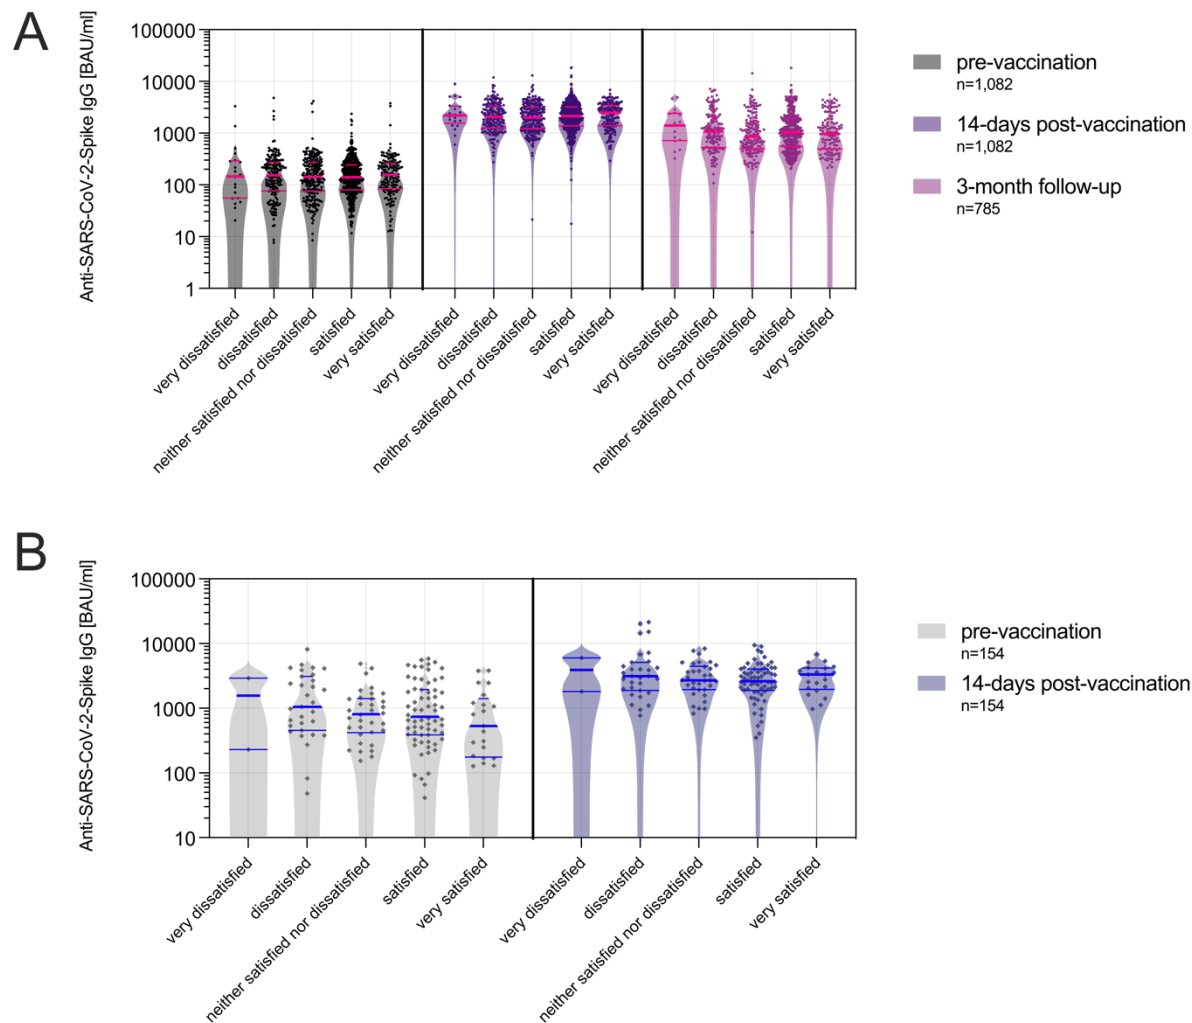 A
Anti-SARS-CoV-2-Spike IgG [BAU/ml]
100000
10000
1000
100
10
1
very dissatisfied
dissatisfied
neither satisfied nor dissatisfied
satisfied
very satisfied
very dissatisfied
dissatisfied
neither satisfied nor dissatisfied
satisfied
very satisfied
very dissatisfied
dissatisfied
neither satisfied nor dissatisfied
satisfied
very satisfied
pre-vaccination
n=1,082
14-days post-vaccination
n=1,082
3-month follow-up
n=785
B
Anti-SARS-CoV-2-Spike IgG [BAU/ml]
100000
10000
1000
100
10
very dissatisfied
dissatisfied
neither satisfied nor dissatisfied
satisfied
very satisfied
very dissatisfied
dissatisfied
neither satisfied nor dissatisfied
satisfied
very satisfied
pre-vaccination
n=154
14-days post-vaccination
n=154